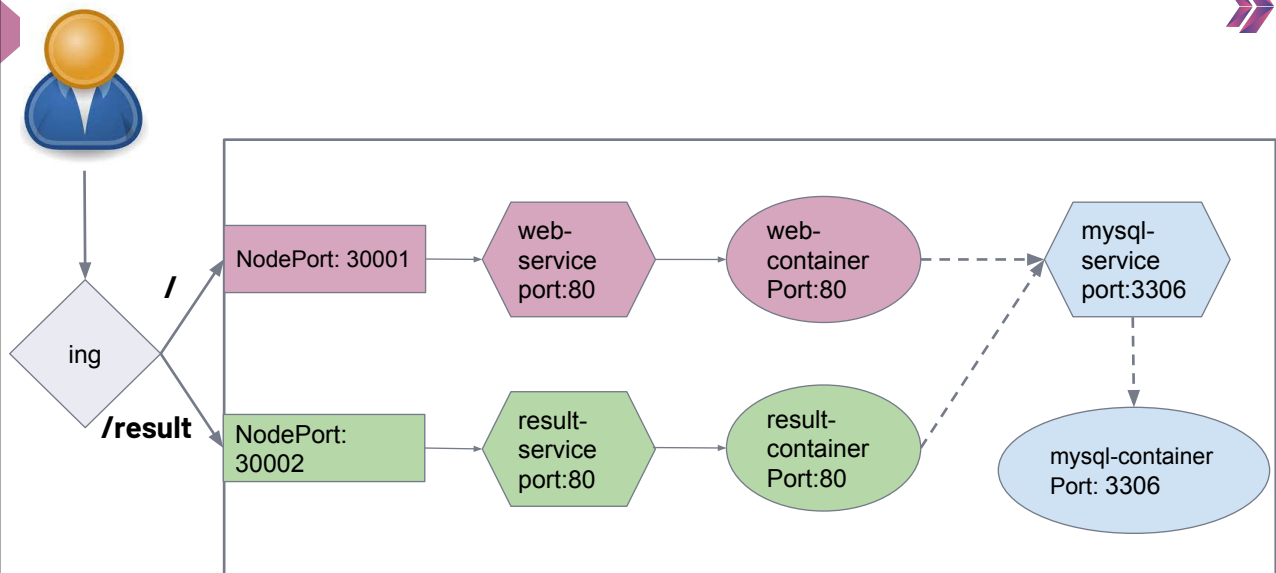 /
NodePort: 30001
web-
service
port:80
web-
container
Port:80
mysql-
service
port:3306
ing
/result
NodePort:
30002
result-
service
port:80
result-
container
Port:80
mysql-container
Port: 3306